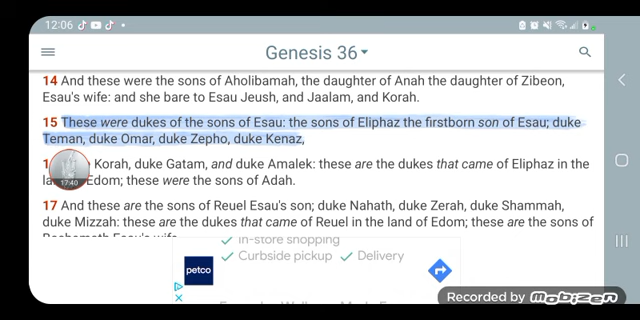 12:06
Genesis 36
14 And these were the sons of Aholibamah, the daughter of Anah the daughter of Zibeon,
Esau's wife: and she bare to Esau Jeush, and Jaalam, and Korah.
15 These were dukes of the sons of Esau: the sons of Eliphaz the firstborn son of Esau; duke
Teman, duke Omar, duke Zepho, duke Kenaz,
Korah, duke Gatam, and duke Amalek: these are the dukes that came of Eliphaz in the
Edom; these were the sons of Adah.
17:40
17 And these are the sons of Reuel Esau's son; duke Nahath, duke Zerah, duke Shammah,
duke Mizzah: these are the dukes that came of Reuel in the land of Edom; these are the sons of
Bashemath Esau's wife
In-store shopping
Curbside pickup Delivery
petco
Recorded by Mobizen